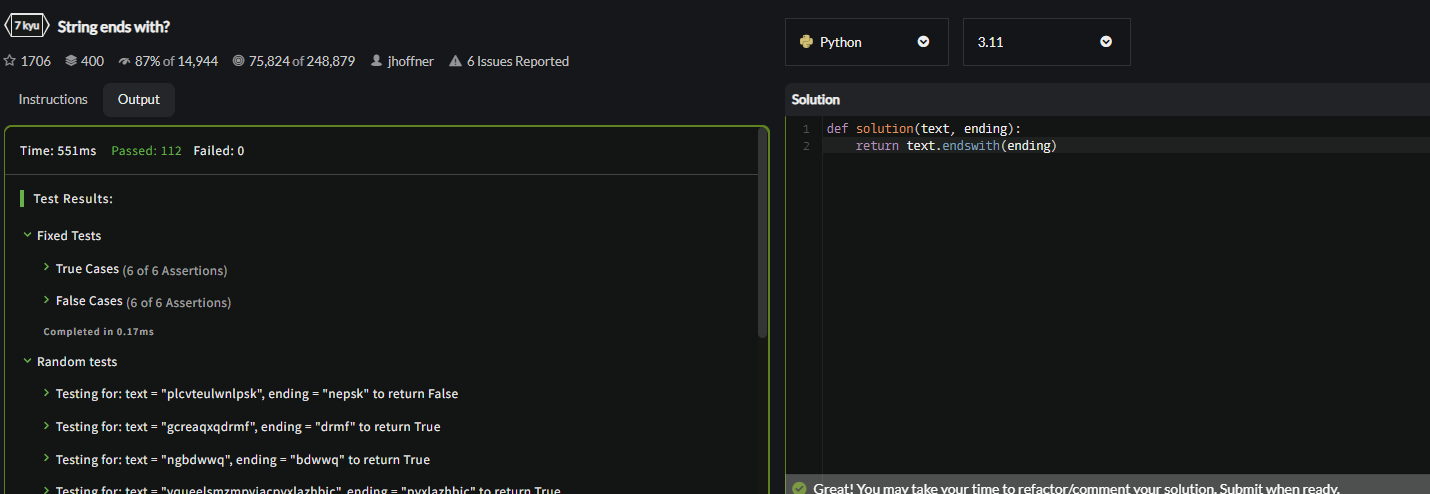 7 kyu String ends with?
1706 400 87% of 14,944 75,824 of 248,879 jhoffner 6 Issues Reported
Instructions Output
Time: 551ms Passed: 112 Failed: 0
Test Results:
Fixed Tests
True Cases (6 of 6 Assertions)
False Cases (6 of 6 Assertions)
Completed in 0.17ms
Random tests
Testing for: text = "plcvteulwnlpsk", ending = "nepsk" to return False
Testing for: text = "gcreaqxqdrmf", ending = "drmf" to return True
Testing for: text = "ngbdwwq", ending = "bdwwq" to return True
Testing for: text = ending = to return True
Python 3.11
Solution
1 def solution(text, ending):
2 return text.endswith(ending)
Great! You may take your time to refactor/comment your solution. Submit when ready.